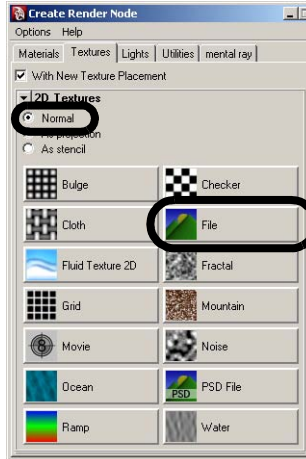 Create Render Node
Options Help
Materials Textures Lights Utilities mental ray
With New Texture Placement
2D Textures
Normal
As projection
As stencil
Bulge Checker
Cloth File
Fluid Texture 2D Fractal
Grid Mountain
8 Movie Noise
Ocean PSD PSD File
Ramp Water